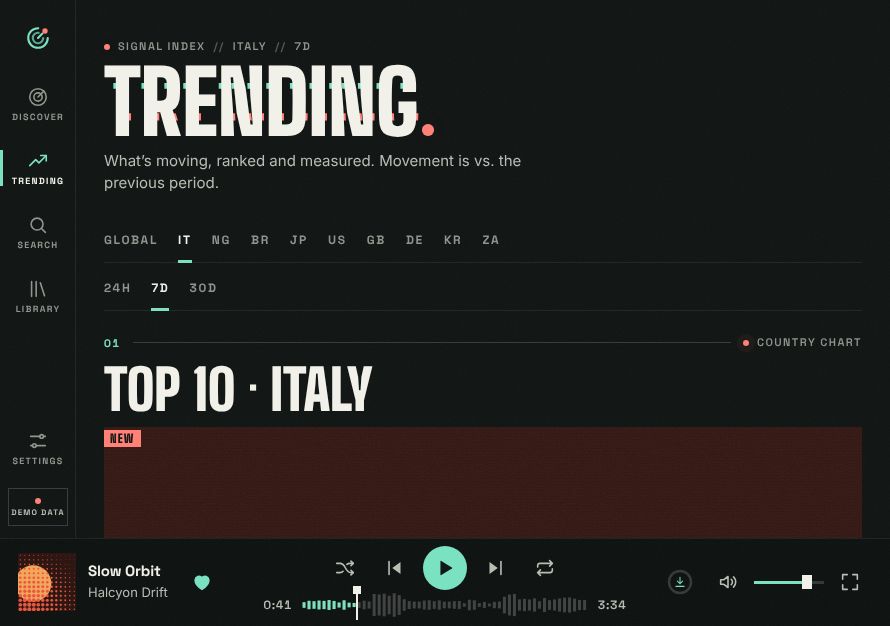 SIGNAL INDEX // ITALY // 7D
TRENDING.
What's moving, ranked and measured. Movement is vs. the
previous period.
GLOBAL IT NG BR JP US GB DE KR ZA
24H 7D 30D
01 COUNTRY CHART
TOP 10 · ITALY
NEW
DISCOVER
TRENDING
SEARCH
LIBRARY
SETTINGS
DEMO DATA
Slow Orbit
Halcyon Drift
0:41 3:34